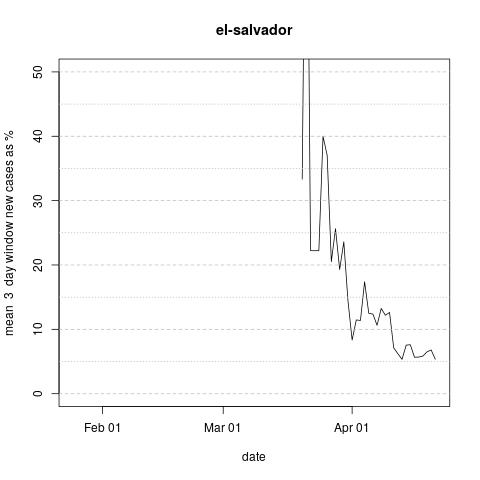 el-salvador
mean 3 day window new cases as %
50
40
30
20
10
0
Feb 01
Mar 01
Apr 01
date